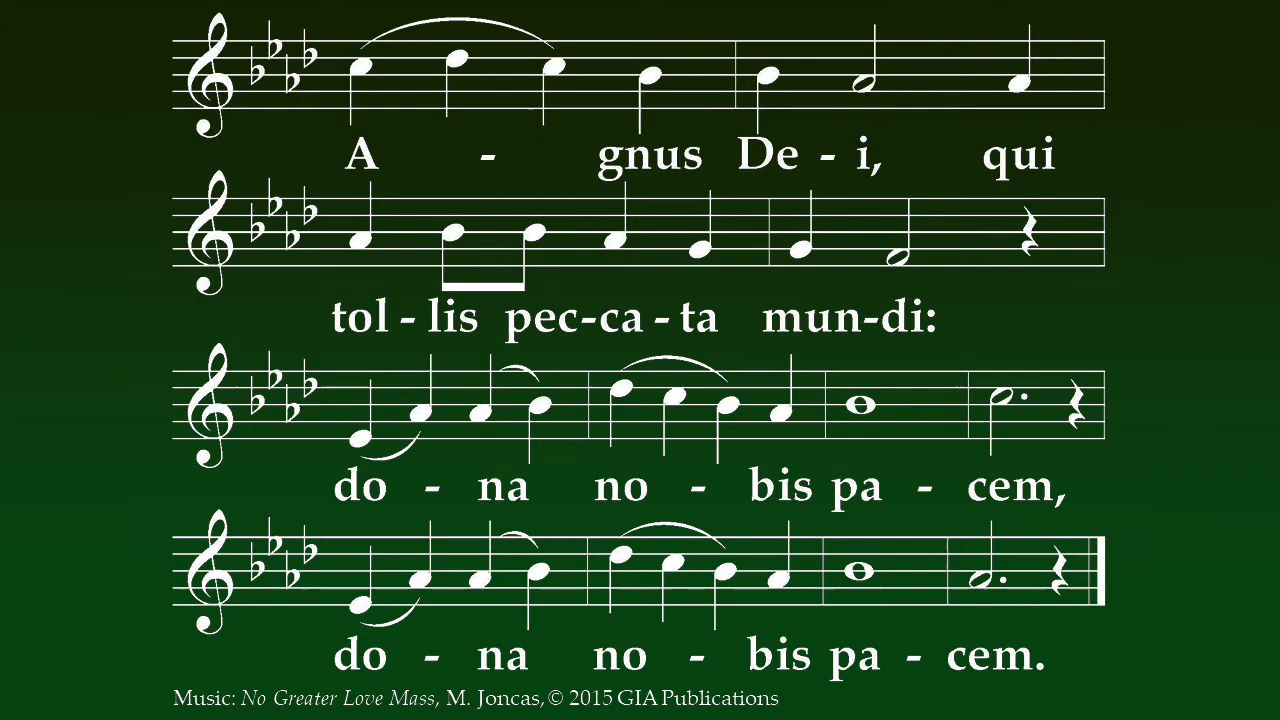 A - gnus De - i, qui
tol - lis pec - ca - ta mun - di:
do - na no - bis pa - cem,
do - na no - bis pa - cem.
Music: No Greater Love Mass, M. Joncas, © 2015 GIA Publications